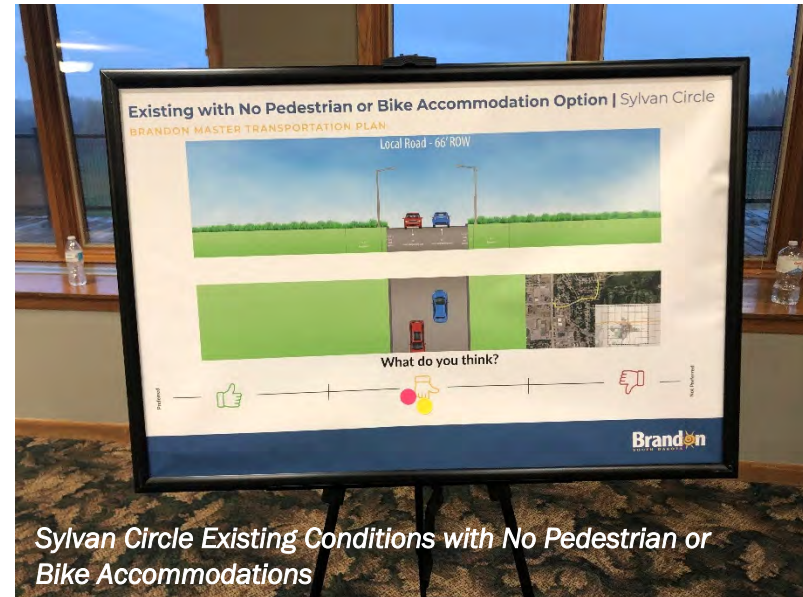 Existing with No Pedestrian or Bike Accommodation Option | Sylvan Circle
BRANDON MASTER TRANSPORTATION PLAN
Local Road - 66' ROW
What do you think?
Preferred
Not Preferred
Brandon
SOUTH DAKOTA
Sylvan Circle Existing Conditions with No Pedestrian or
Bike Accommodations